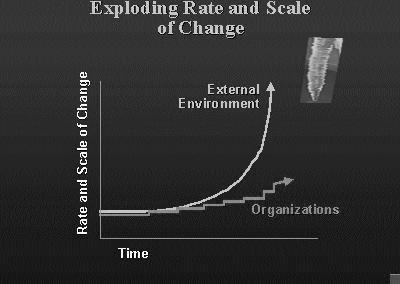 Exploding Rate and Scale
of Change
External
Environment
Rate and Scale of Change
Organizations
Time